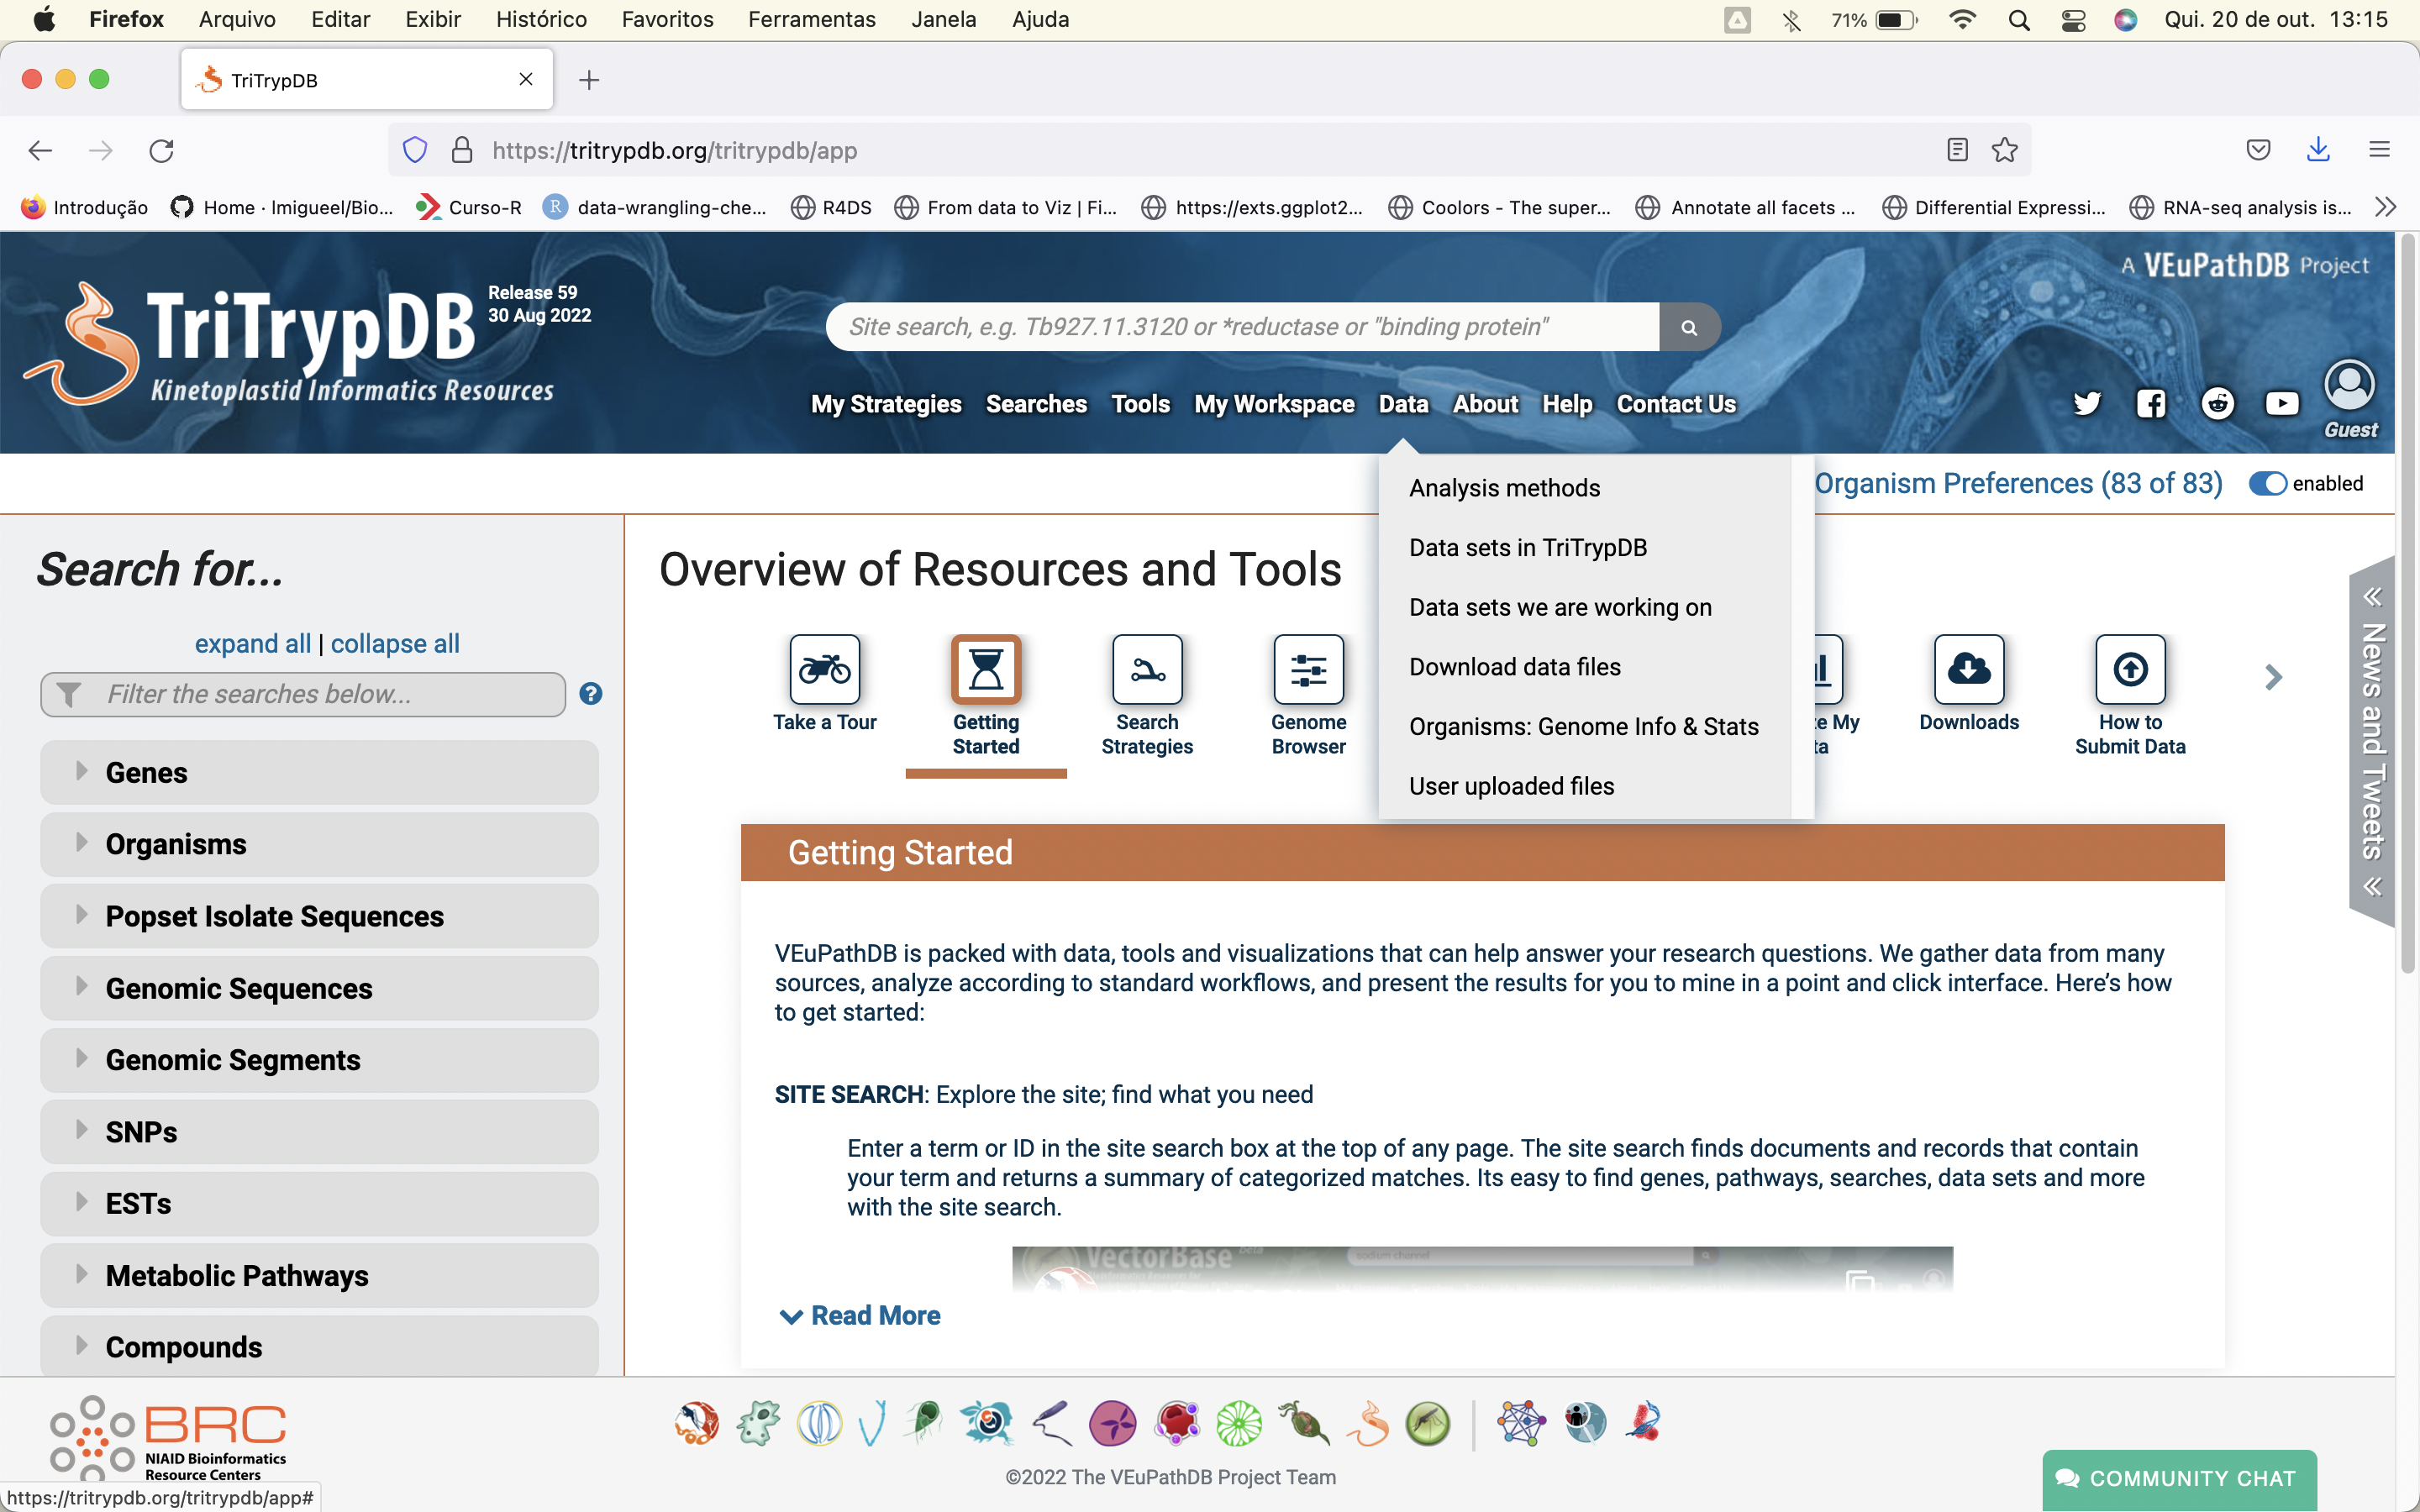 Firefox Arquivo Editar Exibir Histórico Favoritos Ferramentas Janela Ajuda 71% Qui. 20 de out. 13:15
TriTrypDB
https://tritrypdb.org/tritrypdb/app
Introdução Home · Imigueel/Bio... Curso-R data-wrangling-che... R4DS From data to Viz | Fi... https://exts.ggplot2... Coolors - The super... Annotate all facets ... Differential Expressi... RNA-seq analysis is...
A VEuPathDB Project
TriTrypDB
Release 59
30 Aug 2022
Kinetoplastid Informatics Resources
Site search, e.g. Tb927.11.3120 or *reductase or "binding protein"
My Strategies Searches Tools My Workspace Data About Help Contact Us
Guest
Analysis methods
Data sets in TriTrypDB
Data sets we are working on
Download data files
Organisms: Genome Info & Stats
User uploaded files
Organism Preferences (83 of 83) enabled
Search for...
expand all | collapse all
Filter the searches below...
Genes
Organisms
Popset Isolate Sequences
Genomic Sequences
Genomic Segments
SNPs
ESTs
Metabolic Pathways
Compounds
Overview of Resources and Tools
Take a Tour
Getting
Started
Search
Strategies
Genome
Browser
Downloads
How to
Submit Data
News and Tweets
Getting Started
VEuPathDB is packed with data, tools and visualizations that can help answer your research questions. We gather data from many
sources, analyze according to standard workflows, and present the results for you to mine in a point and click interface. Here's how
to get started:
SITE SEARCH: Explore the site; find what you need
Enter a term or ID in the site search box at the top of any page. The site search finds documents and records that contain
your term and returns a summary of categorized matches. Its easy to find genes, pathways, searches, data sets and more
with the site search.
VectorBase beta
sodium channel
Read More
BRC
NIAID Bioinformatics
Resource Centers
©2022 The VEuPathDB Project Team
COMMUNITY CHAT
https://tritrypdb.org/tritrypdb/app#